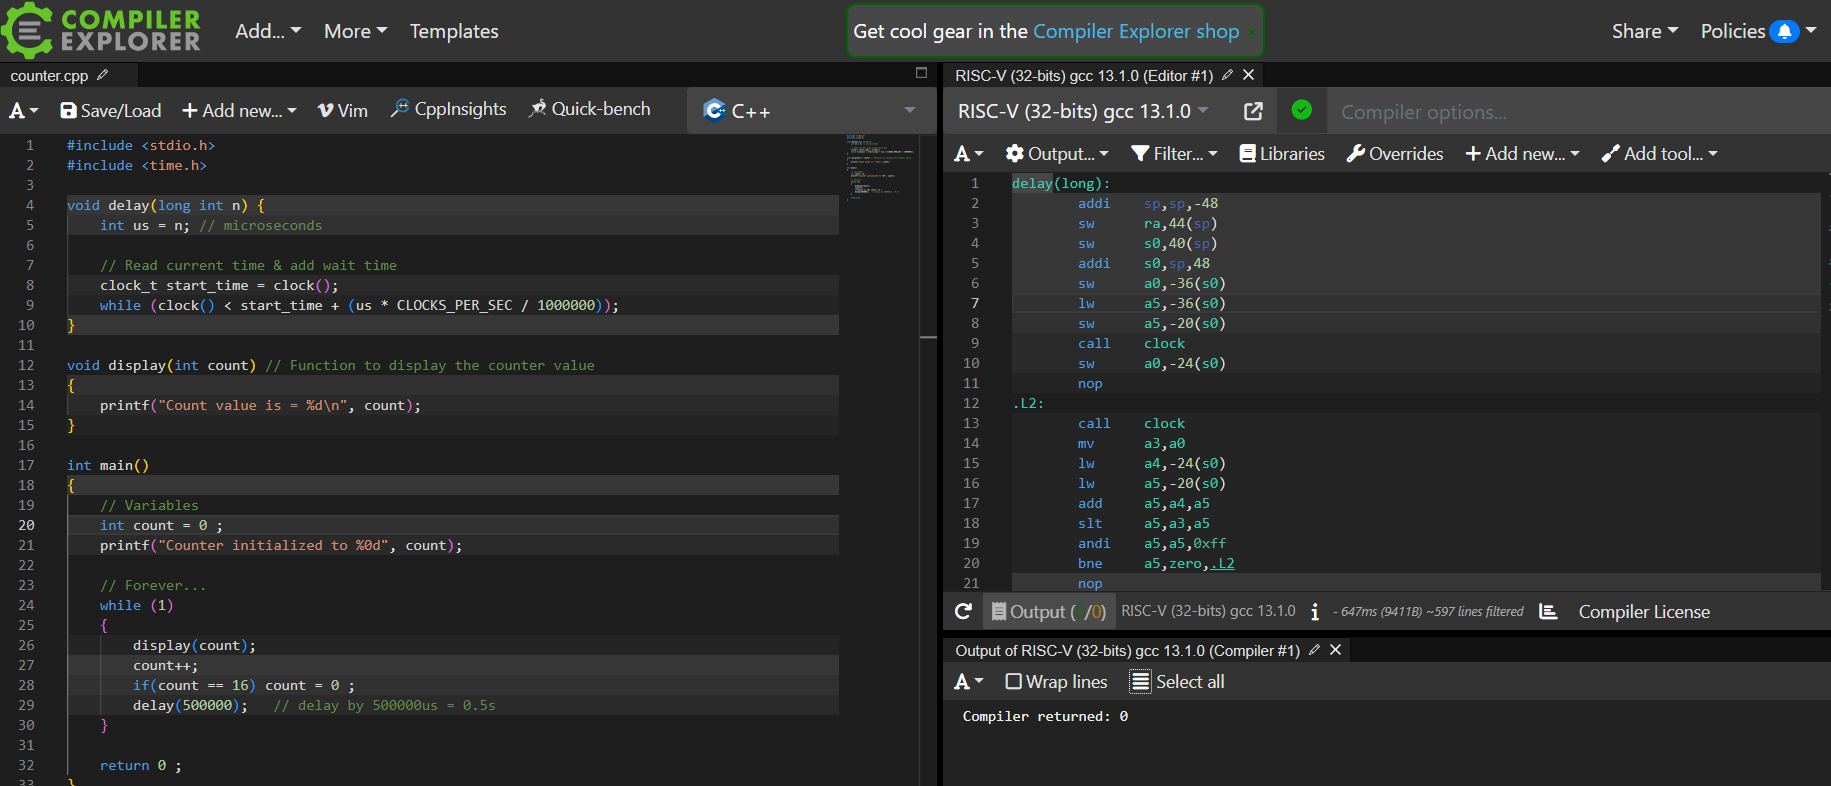 COMPILER
EXPLORER
Add...
More
Templates
Get cool gear in the Compiler Explorer shop ×
Share
Policies
counter.cpp
A
Save/Load
+ Add new...
Vim
CppInsights
Quick-bench
C++
1 #include <stdio.h>
2 #include <time.h>
3
4 void delay(long int n) {
5 int us = n; // microseconds
6
7 // Read current time & add wait time
8 clock_t start_time = clock();
9 while (clock() < start_time + (us * CLOCKS_PER_SEC / 1000000));
10 }
11
12 void display(int count) // Function to display the counter value
13 {
14 printf("Count value is = %d\n", count);
15 }
16
17 int main()
18 {
19 // Variables
20 int count = 0 ;
21 printf("Counter initialized to %0d", count);
22
23 // Forever...
24 while (1)
25 {
26 display(count);
27 count++;
28 if(count == 16) count = 0 ;
29 delay(500000); // delay by 500000us = 0.5s
30 }
31
32 return 0 ;
33 }
RISC-V (32-bits) gcc 13.1.0 (Editor #1)
RISC-V (32-bits) gcc 13.1.0
Compiler options...
A
Output...
Filter...
Libraries
Overrides
+ Add new...
Add tool...
1 delay(long):
2 addi sp,sp,-48
3 sw ra,44(sp)
4 sw s0,40(sp)
5 addi s0,sp,48
6 sw a0,-36(s0)
7 lw a5,-36(s0)
8 sw a5,-20(s0)
9 call clock
10 sw a0,-24(s0)
11 nop
12 .L2:
13 call clock
14 mv a3,a0
15 lw a4,-24(s0)
16 lw a5,-20(s0)
17 add a5,a4,a5
18 slt a5,a3,a5
19 andi a5,a5,0xff
20 bne a5,zero,.L2
21 nop
Output ( /0) RISC-V (32-bits) gcc 13.1.0 i - 647ms (9411B) ~597 lines filtered Compiler License
Output of RISC-V (32-bits) gcc 13.1.0 (Compiler #1)
A
Wrap lines
Select all
Compiler returned: 0